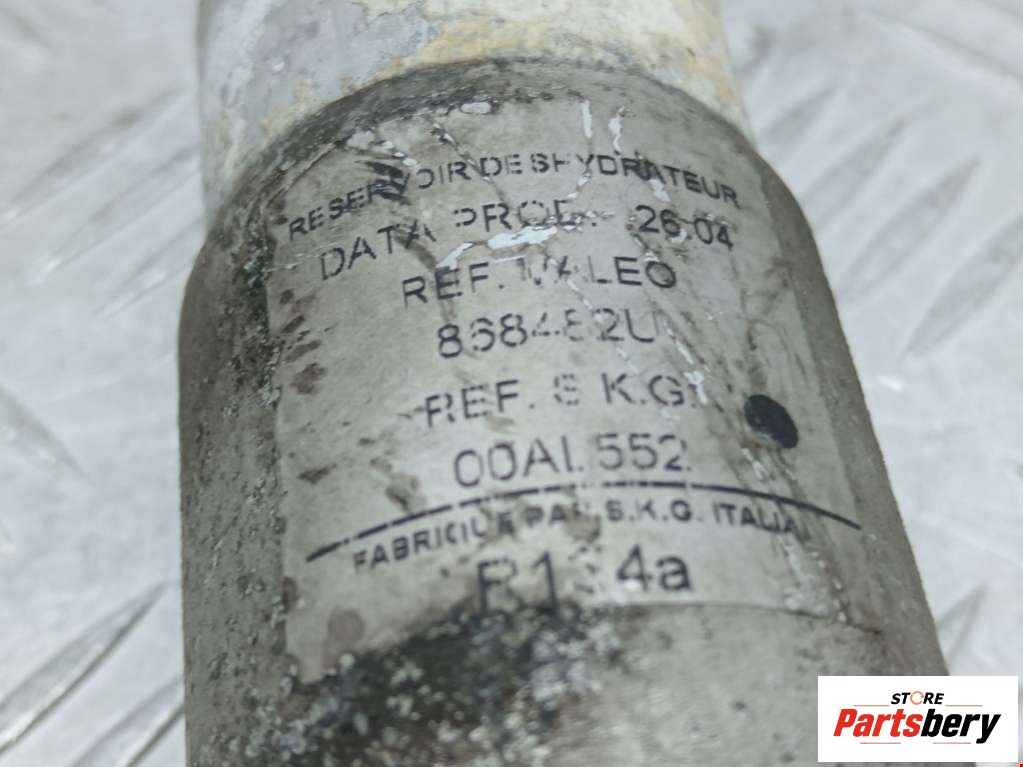 RESERVOIR DESHYDRATEUR
DATA PROD. 26.04
REF. VALEO
868482U
REF. S.K.G.
00AL552
FABRIQUE PAR S.K.G. ITALIA
R134a
STORE
Partsbery